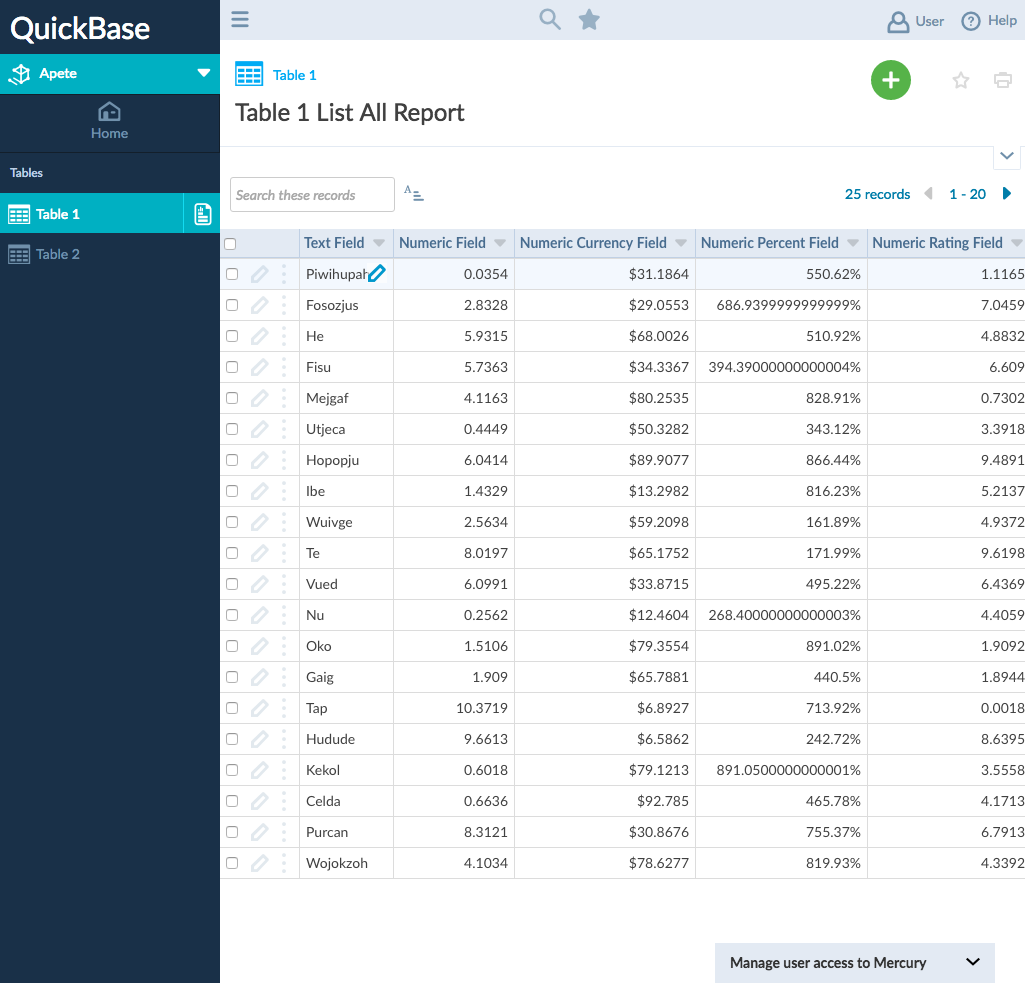 QuickBase
User
Help
Apete
Home
Tables
Table 1
Table 2
Table 1
Table 1 List All Report
Search these records
A
25 records 1 - 20
Text Field Numeric Field Numeric Currency Field Numeric Percent Field Numeric Rating Field
Piwihupah 0.0354 $31.1864 550.62% 1.1165
Fosozjus 2.8328 $29.0553 686.9399999999999% 7.0459
He 5.9315 $68.0026 510.92% 4.8832
Fisu 5.7363 $34.3367 394.39000000000004% 6.609
Mejgaf 4.1163 $80.2535 828.91% 0.7302
Utjeca 0.4449 $50.3282 343.12% 3.3918
Hopopju 6.0414 $89.9077 866.44% 9.4891
Ibe 1.4329 $13.2982 816.23% 5.2137
Wuivge 2.5634 $59.2098 161.89% 4.9372
Te 8.0197 $65.1752 171.99% 9.6198
Vued 6.0991 $33.8715 495.22% 6.4369
Nu 0.2562 $12.4604 268.40000000000003% 4.4059
Oko 1.5106 $79.3554 891.02% 1.9092
Gaig 1.909 $65.7881 440.5% 1.8944
Tap 10.3719 $6.8927 713.92% 0.0018
Hudude 9.6613 $6.5862 242.72% 8.6395
Kekol 0.6018 $79.1213 891.0500000000001% 3.5558
Celda 0.6636 $92.785 465.78% 4.1713
Purcan 8.3121 $30.8676 755.37% 6.7913
Wojokzoh 4.1034 $78.6277 819.93% 4.3392
Manage user access to Mercury